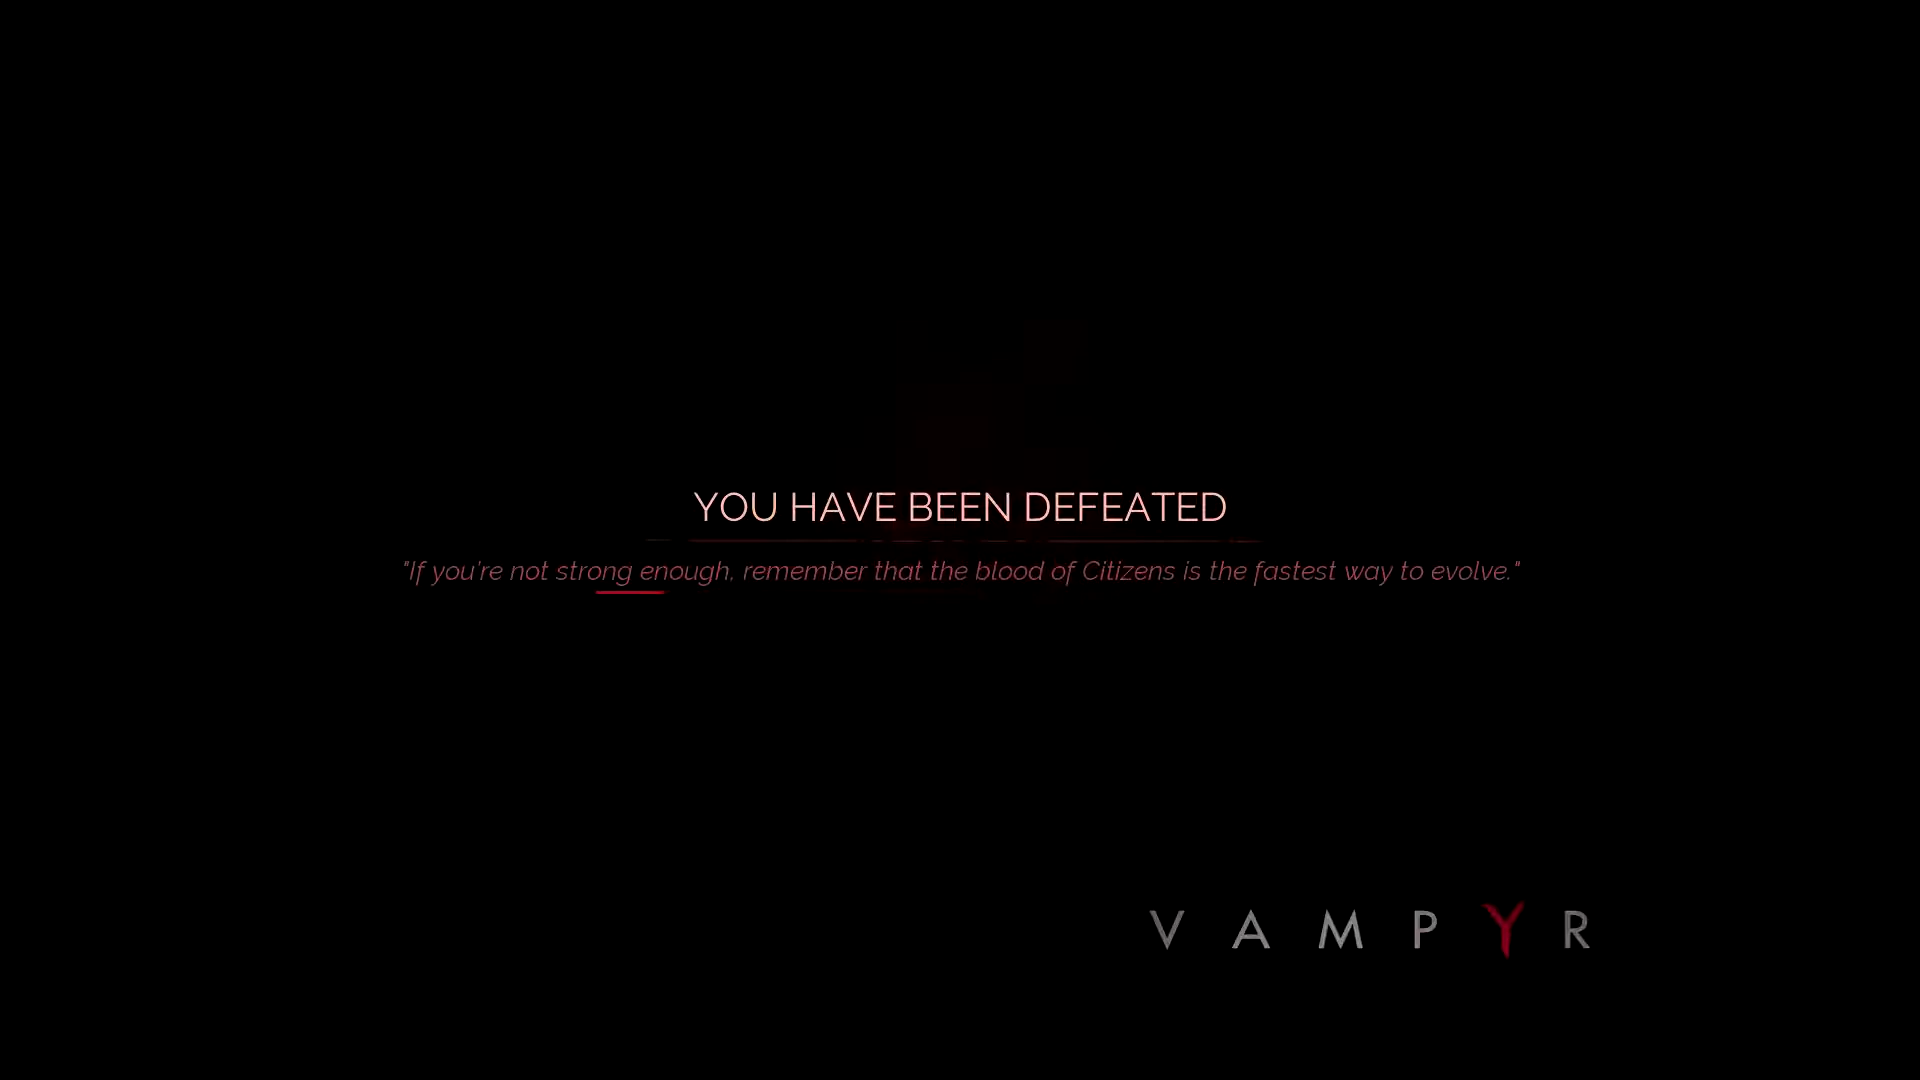 YOU HAVE BEEN DEFEATED
"If you're not strong enough, remember that the blood of Citizens is the fastest way to evolve."
VAMPYR